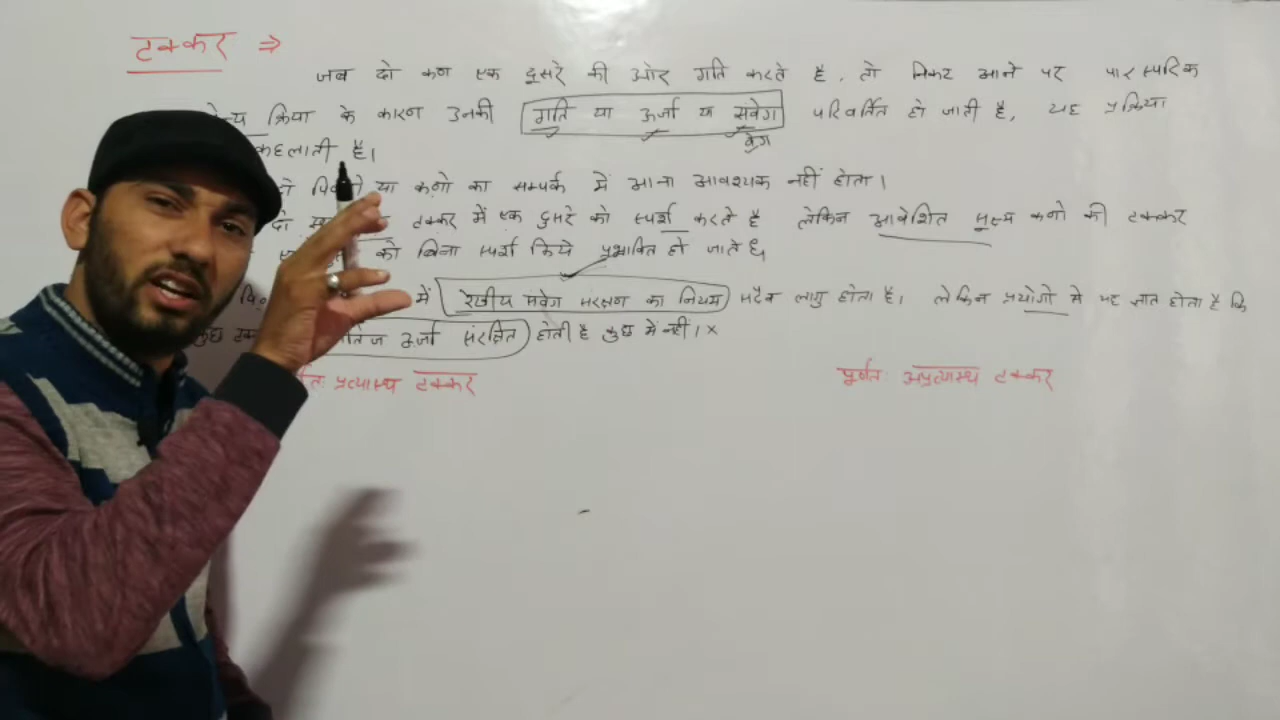 टक्कर ⇒
जब दो कण एक दूसरे की ओर गति करते है, तो निकट आने पर पारस्परिक
क्रिया के कारण उनकी गति या ऊर्जा या संवेग परिवर्तित हो जाती है, यह प्रक्रिया
वेग
कहलाती है।
या कणो का सम्पर्क में आना आवश्यक नहीं होता।
दो टक्कर में एक दुसरे को स्पर्श करते है लेकिन आवेशित सूक्ष्म कणो की टक्कर
को बिना स्पर्श किये प्रभावित हो जाते है,
में रेखीय संवेग संरक्षण का नियम सदैव लागु होता है। लेकिन प्रयोगो मे यह ज्ञात होता है कि
कुछ ऊर्जा संरक्षित होती है कुछ मे नहीं। ×
प्रत्यास्थ टक्कर
पूर्णतः अप्रत्यास्थ टक्कर